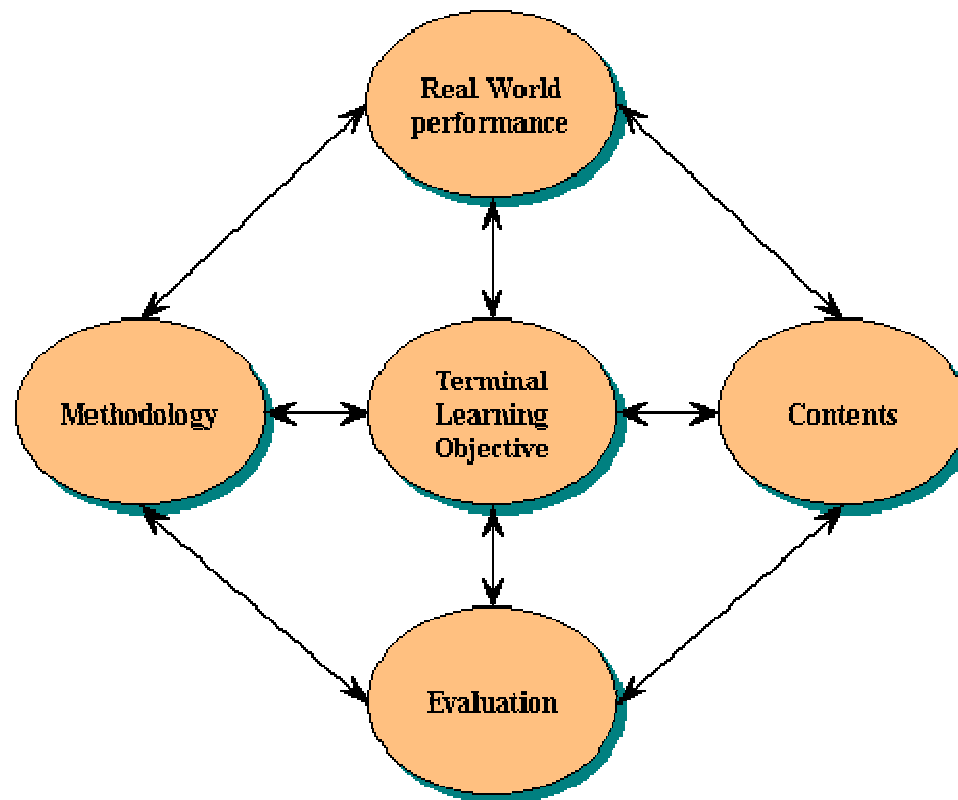 Real World
performance
Methodology
Terminal
Learning
Objective
Contents
Evaluation